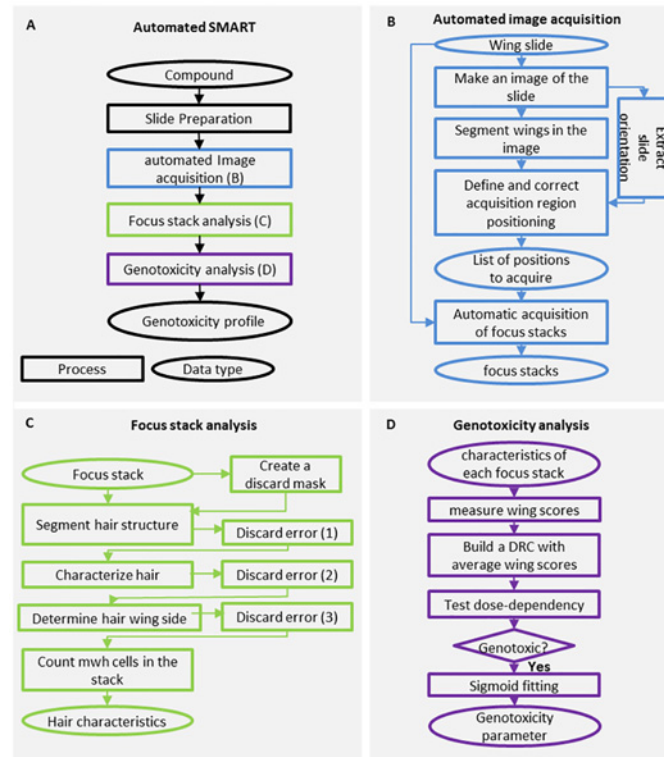 A
Automated SMART
Compound
Slide Preparation
automated Image
acquisition (B)
Focus stack analysis (C)
Genotoxicity analysis (D)
Genotoxicity profile
Process
Data type
B
Automated image acquisition
Wing slide
Make an image of the
slide
Extract
slide
orientation
Segment wings in the
image
Define and correct
acquisition region
positioning
List of positions
to acquire
Automatic acquisition
of focus stacks
focus stacks
C
Focus stack analysis
Focus stack
Create a
discard mask
Segment hair structure
Discard error (1)
Characterize hair
Discard error (2)
Determine hair wing side
Discard error (3)
Count mwh cells in the
stack
Hair characteristics
D
Genotoxicity analysis
characteristics of
each focus stack
measure wing scores
Build a DRC with
average wing scores
Test dose-dependency
Genotoxic?
Yes
Sigmoid fitting
Genotoxicity
parameter